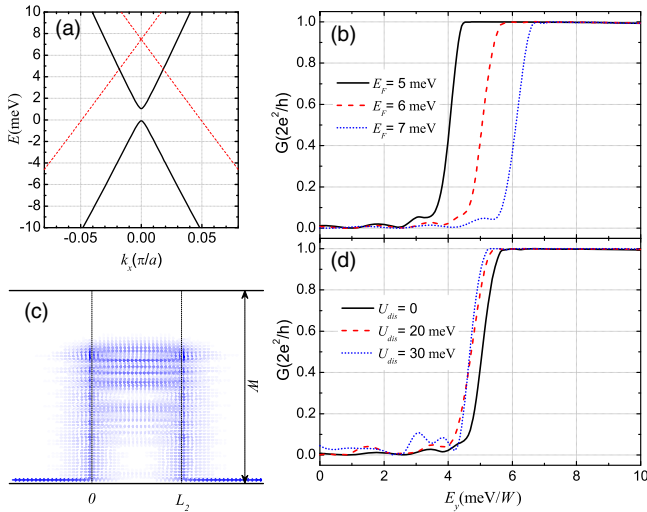 (a)
10
8
6
4
2
0
-2
-4
-6
-8
-10
E(meV)
-0.05 0.00 0.05
k_x(π/a)
(b)
1.0
0.8
0.6
0.4
0.2
0.0
G(2e²/h)
E_F= 5 meV
E_F= 6 meV
E_F= 7 meV
(c)
W
0 L_2
(d)
1.0
0.8
0.6
0.4
0.2
0.0
G(2e²/h)
U_dis= 0
U_dis= 20 meV
U_dis= 30 meV
0 2 4 6 8 10
E_y(meV/W)